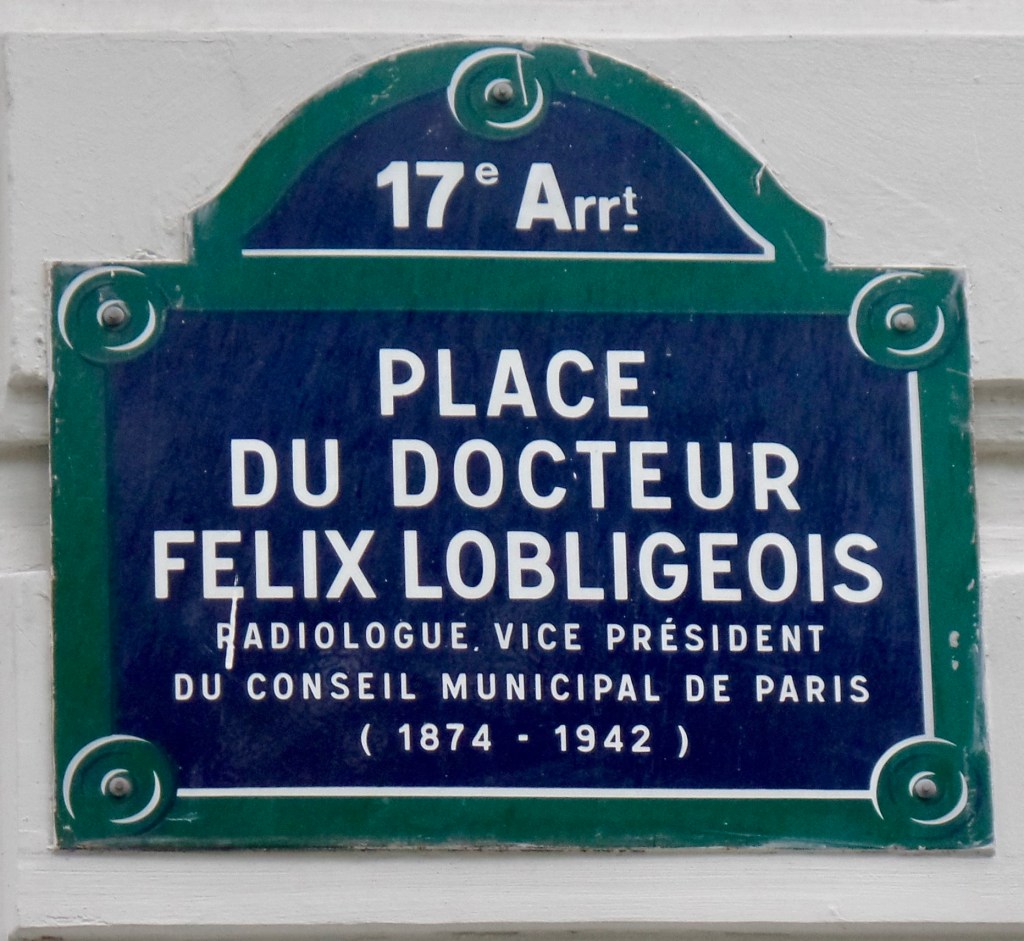 17e Arrt
PLACE
DU DOCTEUR
FELIX LOBLIGEOIS
RADIOLOGUE, VICE PRÉSIDENT
DU CONSEIL MUNICIPAL DE PARIS
( 1874 - 1942 )